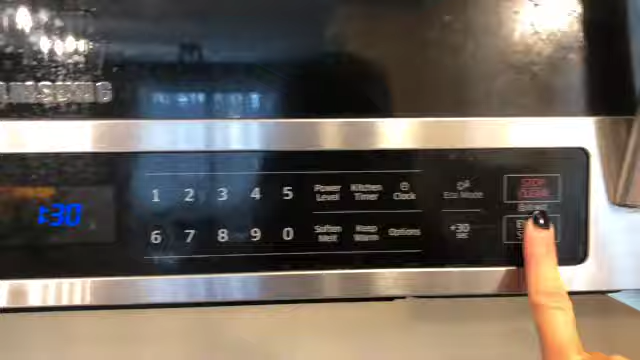 SAMSUNG
1:30
1 2 3 4 5 Power Level Kitchen Timer Clock Eco Mode STOP CLEAR
6 7 8 9 0 Soften Melt Keep Warm Options +30 sec